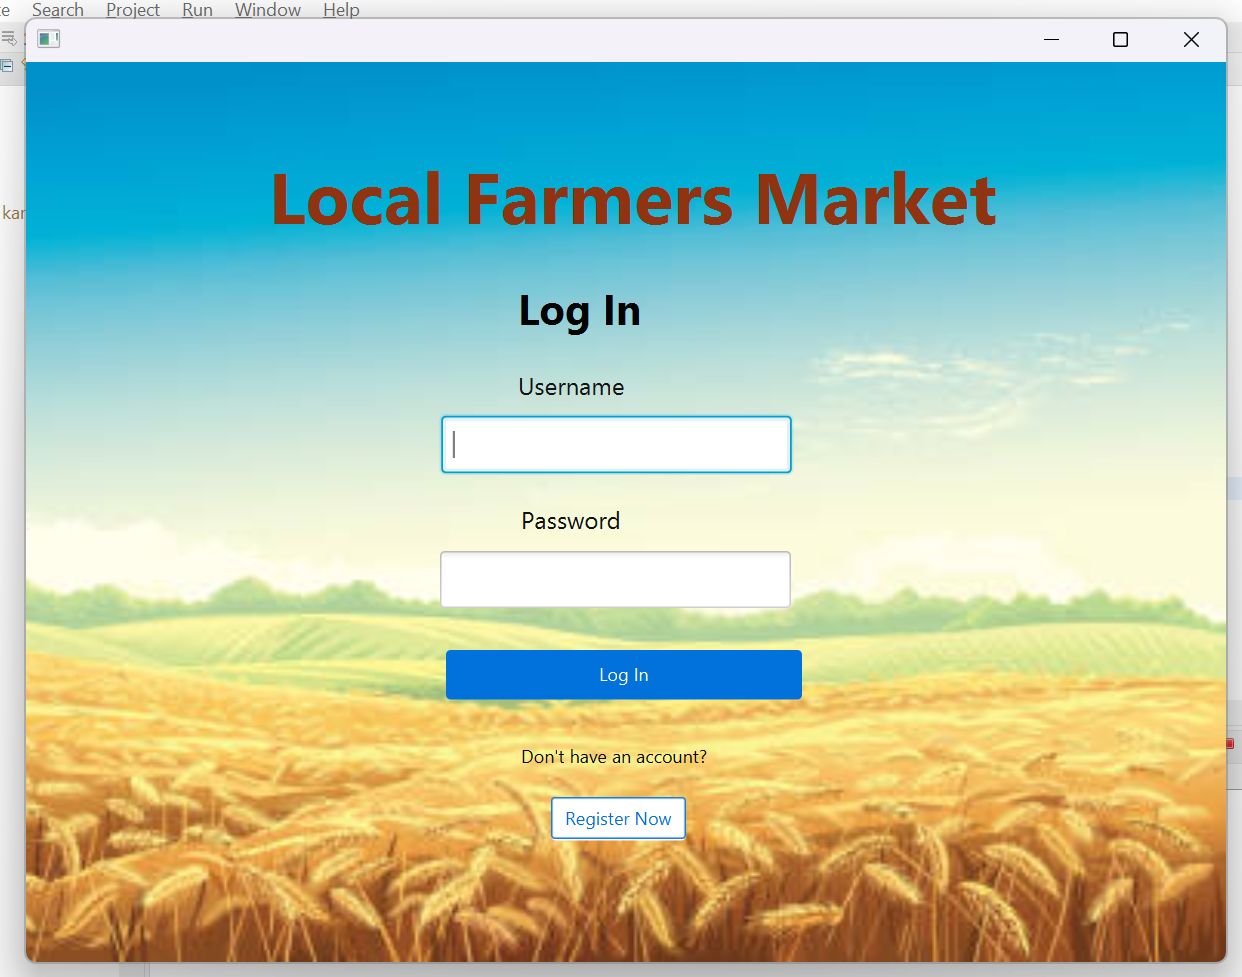 Search Project Run Window Help
Local Farmers Market
Log In
Username
Password
Log In
Don't have an account?
Register Now